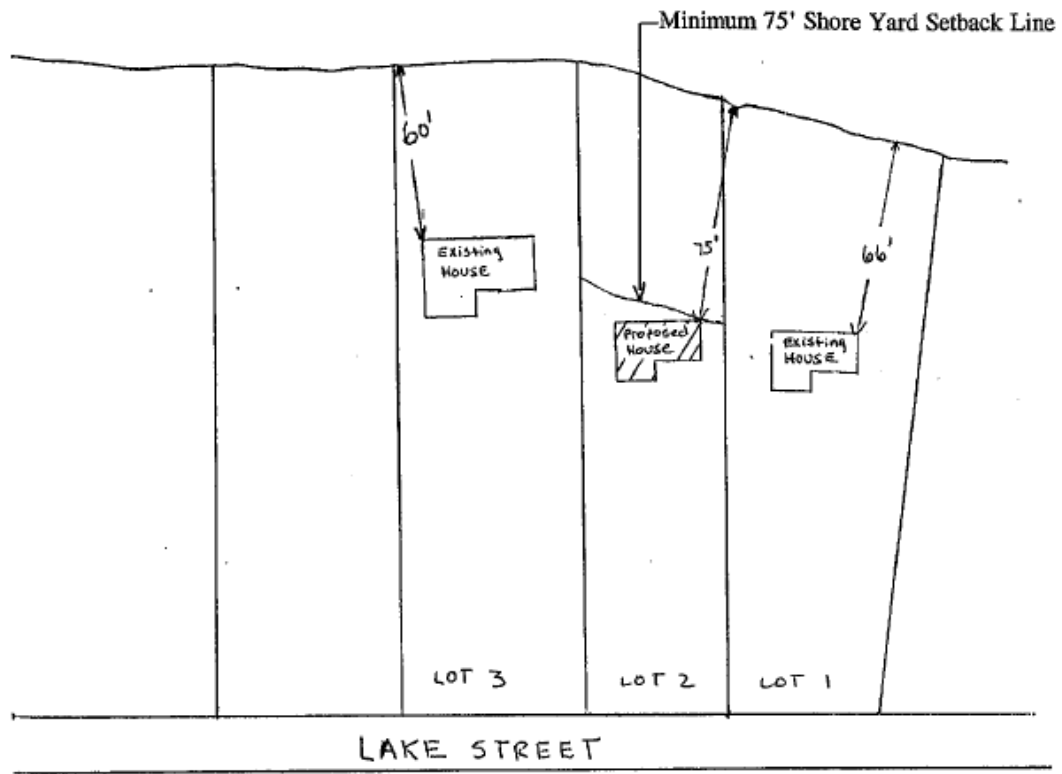 Minimum 75' Shore Yard Setback Line
60'
75'
66'
Existing
HOUSE
Proposed
HOUSE
Existing
HOUSE
LOT 3
LOT 2
LOT 1
LAKE STREET